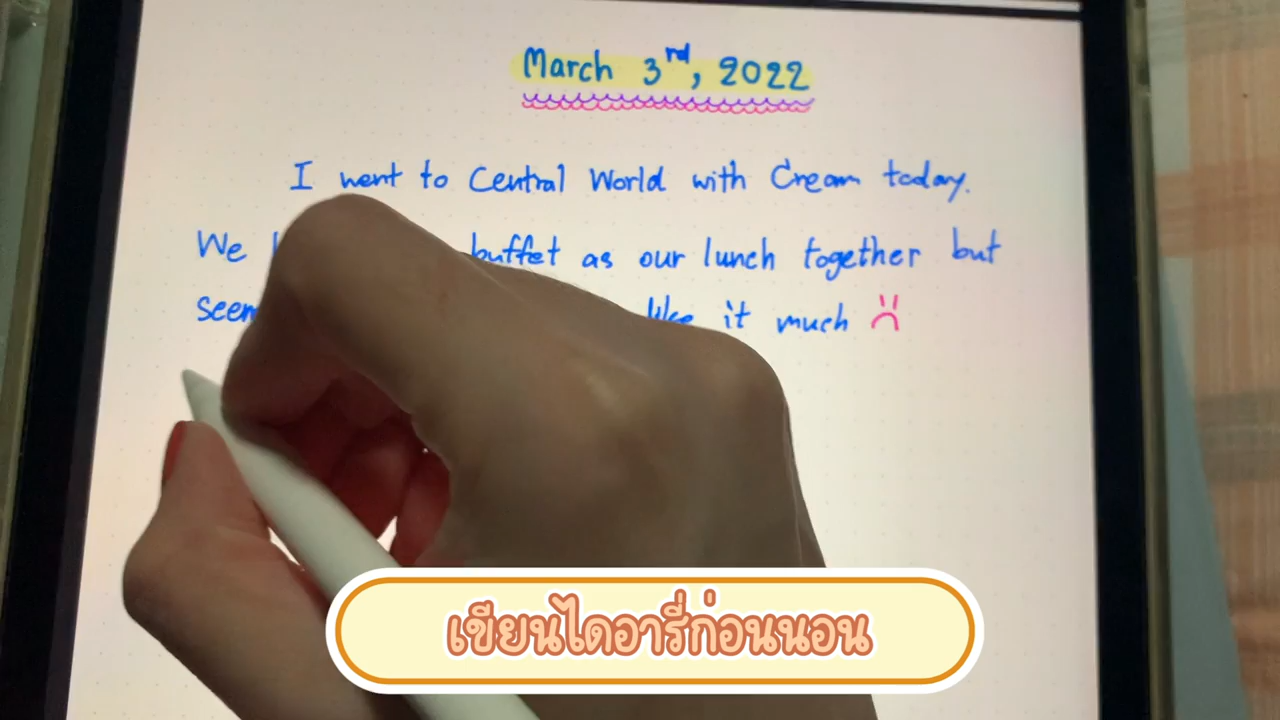 March 3rd, 2022
I went to Central World with Cream today.
We buffet as our lunch together but
seem like it much
เขียนไดอารี่ก่อนนอน